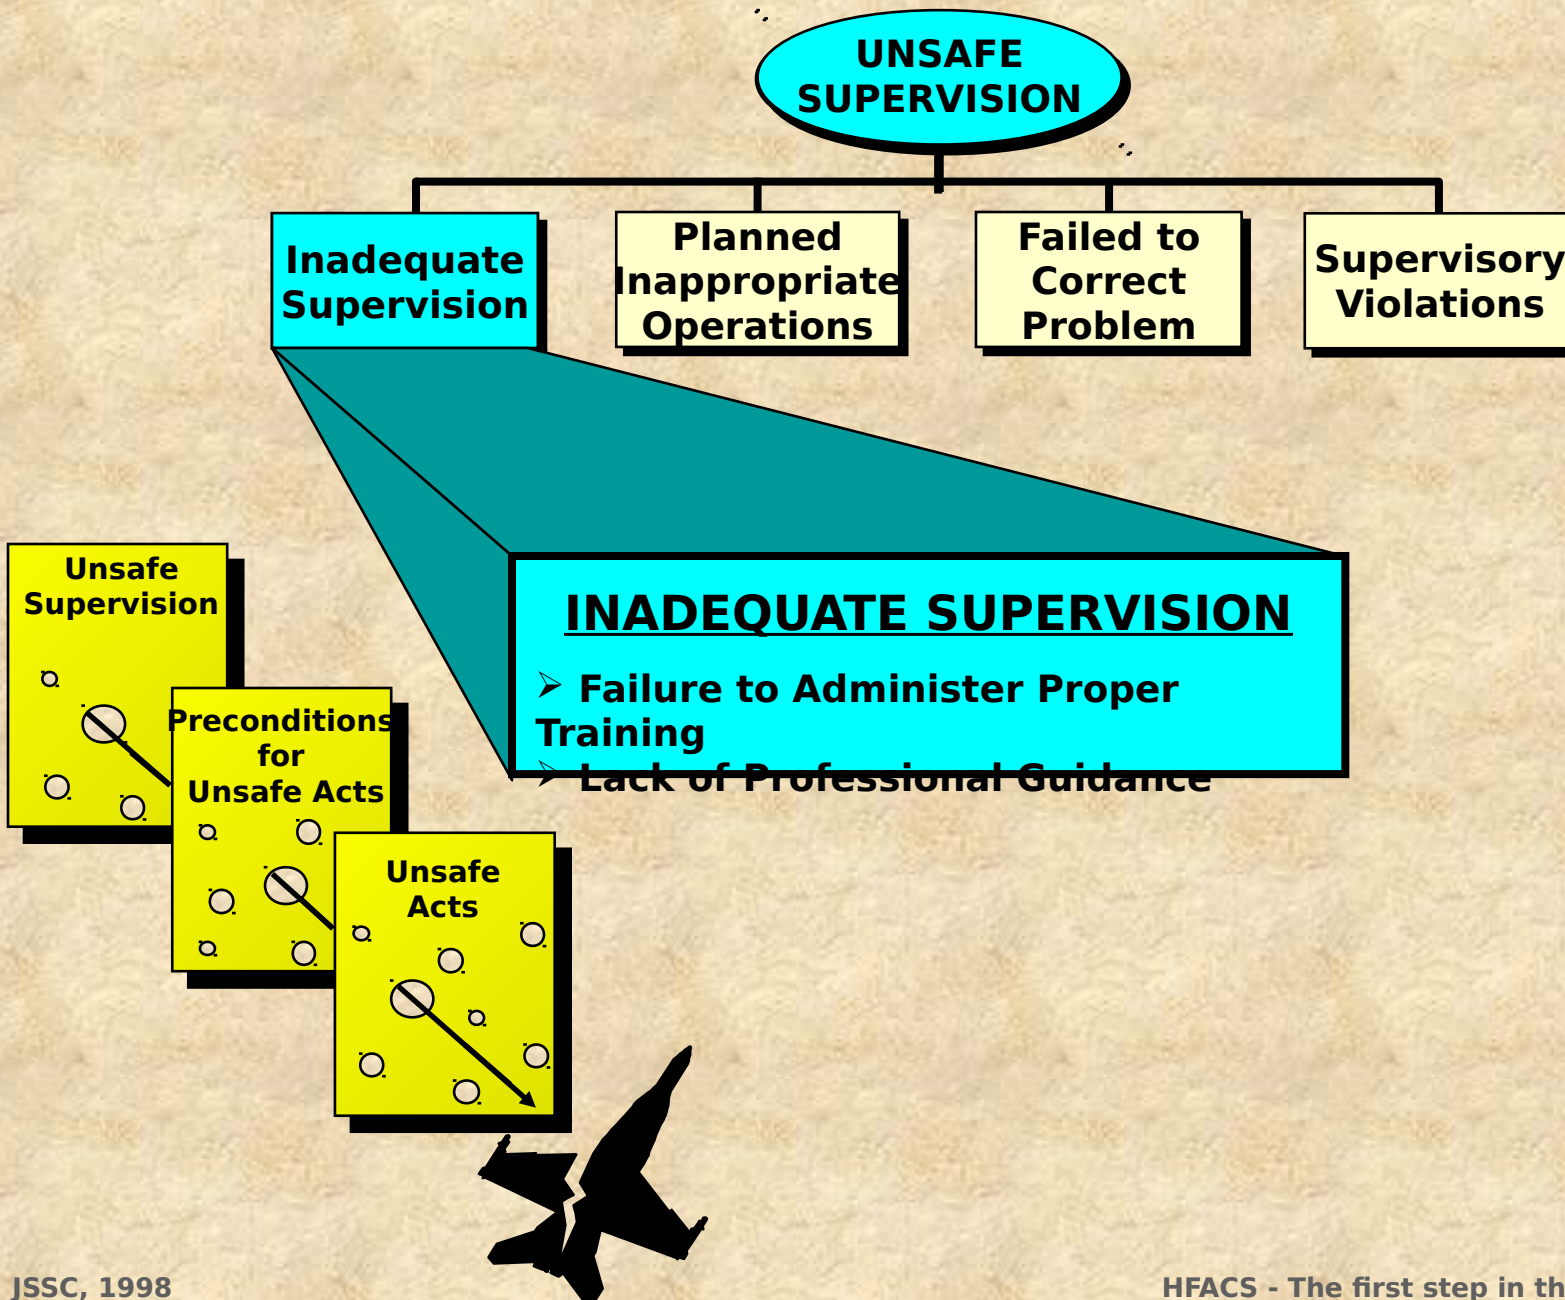 UNSAFE
SUPERVISION
Inadequate
Supervision
Planned
Inappropriate
Operations
Failed to
Correct
Problem
Supervisory
Violations
INADEQUATE SUPERVISION
➢ Failure to Administer Proper
Training
➢ Lack of Professional Guidance
Unsafe
Supervision
Preconditions
for
Unsafe Acts
Unsafe
Acts
JSSC, 1998
HFACS - The first step in th